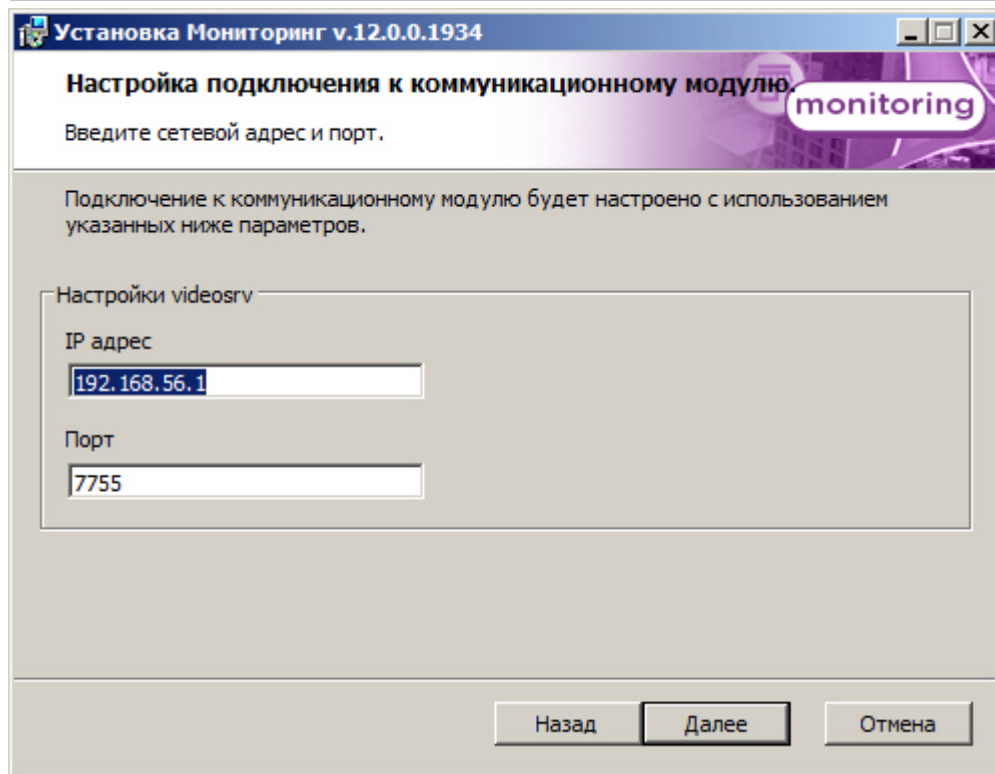 Установка Мониторинг v.12.0.0.1934
Настройка подключения к коммуникационному модулю.
monitoring
Введите сетевой адрес и порт.
Подключение к коммуникационному модулю будет настроено с использованием
указанных ниже параметров.
Настройки videosrv
IP адрес
192.168.56.1
Порт
7755
Назад
Далее
Отмена